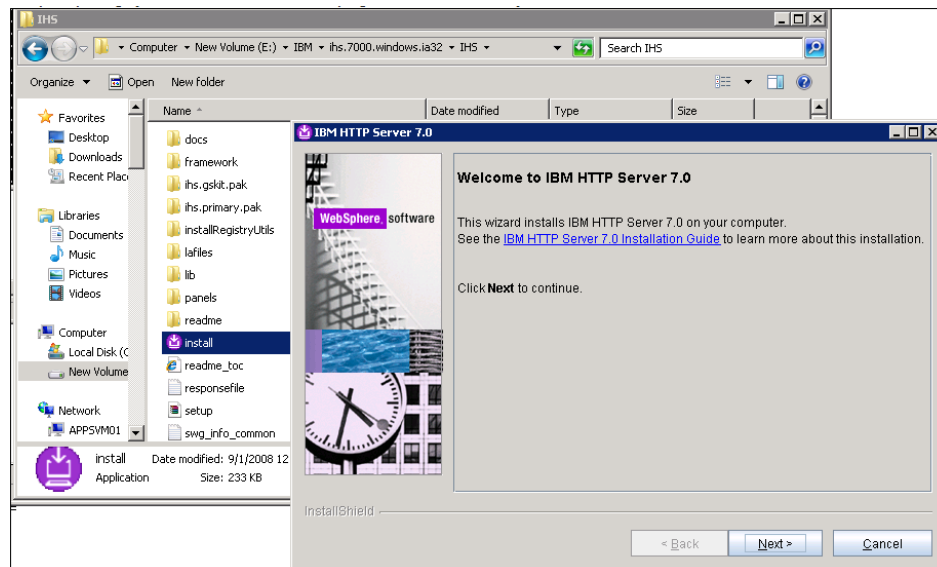 IHS
Computer New Volume (E:) IBM ihs.7000.windows.ia32 IHS
Search IHS
Organize Open New folder
Name Date modified Type Size
Favorites
Desktop
Downloads
Recent Plac
Libraries
Documents
Music
Pictures
Videos
Computer
Local Disk (C
New Volume
Network
APPSVM01
docs
framework
ihs.gskit.pak
ihs.primary.pak
installRegistryUtils
lafiles
lib
panels
readme
install
readme_toc
responsefile
setup
swg_info_common
install Date modified: 9/1/2008 12
Application Size: 233 KB
IBM HTTP Server 7.0
WebSphere. software
Welcome to IBM HTTP Server 7.0
This wizard installs IBM HTTP Server 7.0 on your computer.
See the IBM HTTP Server 7.0 Installation Guide to learn more about this installation.
Click Next to continue.
InstallShield
< Back Next > Cancel